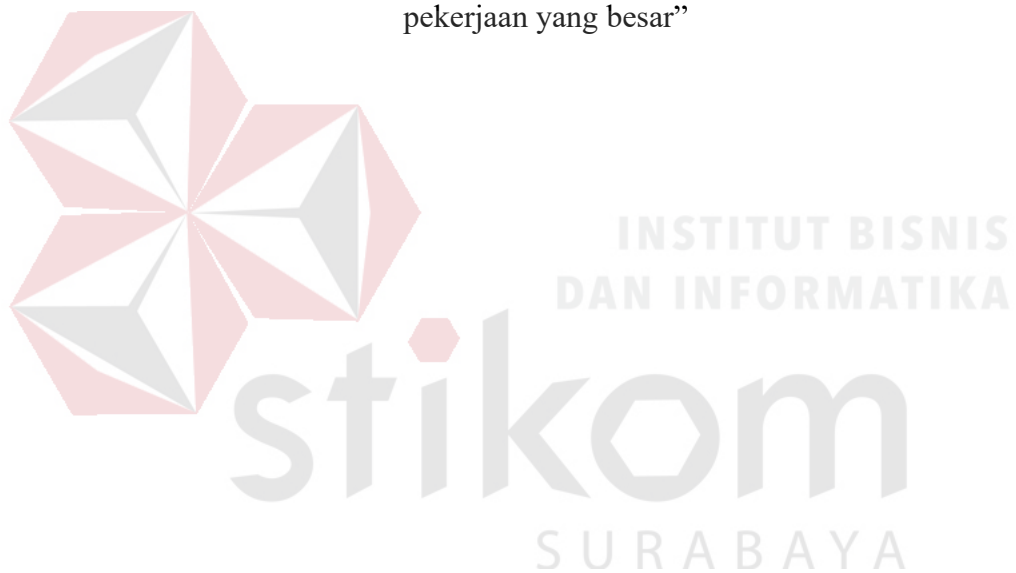 pekerjaan yang besar”
INSTITUT BISNIS
DAN INFORMATIKA
stikom
SURABAYA